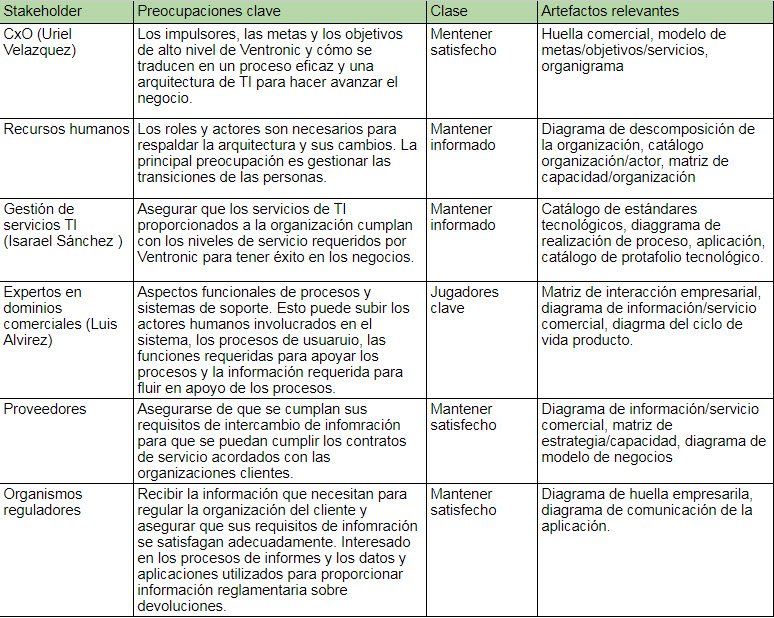 Stakeholder
Preocupaciones clave
Clase
Artefactos relevantes
CxO (Uriel
Velazquez)
Los impulsores, las metas y los objetivos
de alto nivel de Ventronic y cómo se
traducen en un proceso eficaz y una
arquitectura de TI para hacer avanzar el
negocio.
Mentener
satisfecho
Huella comercial, modelo de
metas/objetivos/servicios,
organigrama
Recursos humanos
Los roles y actores son necesarios para
respaldar la arquitectura y sus cambios. La
principal preocupación es gestionar las
transiciones de las personas.
Mantener
informado
Diagrama de descomposición de
la organización, catálogo
organización/actor, matriz de
capacidad/organización
Gestión de
servicios TI
(Isarael Sánchez )
Asegurar que los servicios de TI
proporcionados a la organización cumplan
con los niveles de servicio requeridos por
Ventronic para tener éxito en los negocios.
Mantener
informado
Catálogo de estándares
tecnológicos, diaggrama de
realización de proceso, aplicación,
catálogo de protafolio tecnológico.
Expertos en
dominios
comerciales (Luis
Alvirez)
Aspectos funcionales de procesos y
sistemas de soporte. Esto puede subir los
actores humanos involucrados en el
sistema, los procesos de usuaruio, las
funciones requeridas para apoyar los
procesos y la información requerida para
fluir en apoyo de los procesos.
Jugadores
clave
Matriz de interacción empresarial,
diagrama de información/servicio
comercial, diagrma del ciclo de
vida producto.
Proveedores
Asegurarse de que se cumplan sus
requisitos de intercambio de infomración
para que se puedan cumplir los contratos
de servicio acordados con las
organizaciones clientes.
Mantener
satisfecho
Diagrama de información/servicio
comercial, matriz de
estrategia/capacidad, diagrama de
modelo de negocios
Organismos
reguladores
Recibir la información que necesitan para
regular la organización del cliente y
asegurar que sus requisitos de infomración
se satisfagan adecuadamente. Interesado
en los procesos de informes y los datos y
aplicaciones utilizados para proporcionar
información reglamentaria sobre
devoluciones.
Mantener
satisfecho
Diagrama de huella empresarila,
diagrama de comunicación de la
aplicación.